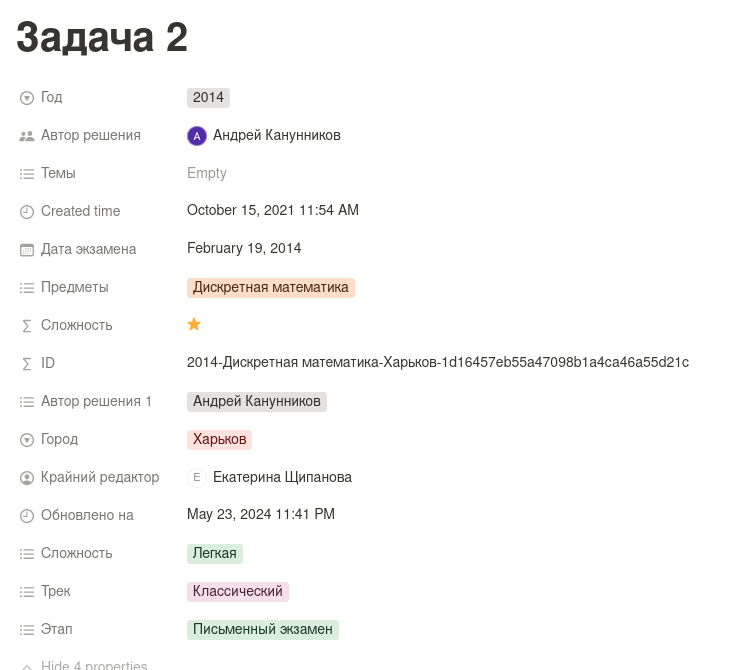 Задача 2
Год 2014
Автор решения A Андрей Канунников
Темы Empty
Created time October 15, 2021 11:54 AM
Дата экзамена February 19, 2014
Предметы Дискретная математика
Сложность
ID 2014-Дискретная математика-Харьков-1d16457eb55a47098b1a4ca46a55d21c
Автор решения 1 Андрей Канунников
Город Харьков
Крайний редактор E Екатерина Щипанова
Обновлено на May 23, 2024 11:41 PM
Сложность Легкая
Трек Классический
Этап Письменный экзамен
Hide 4 properties